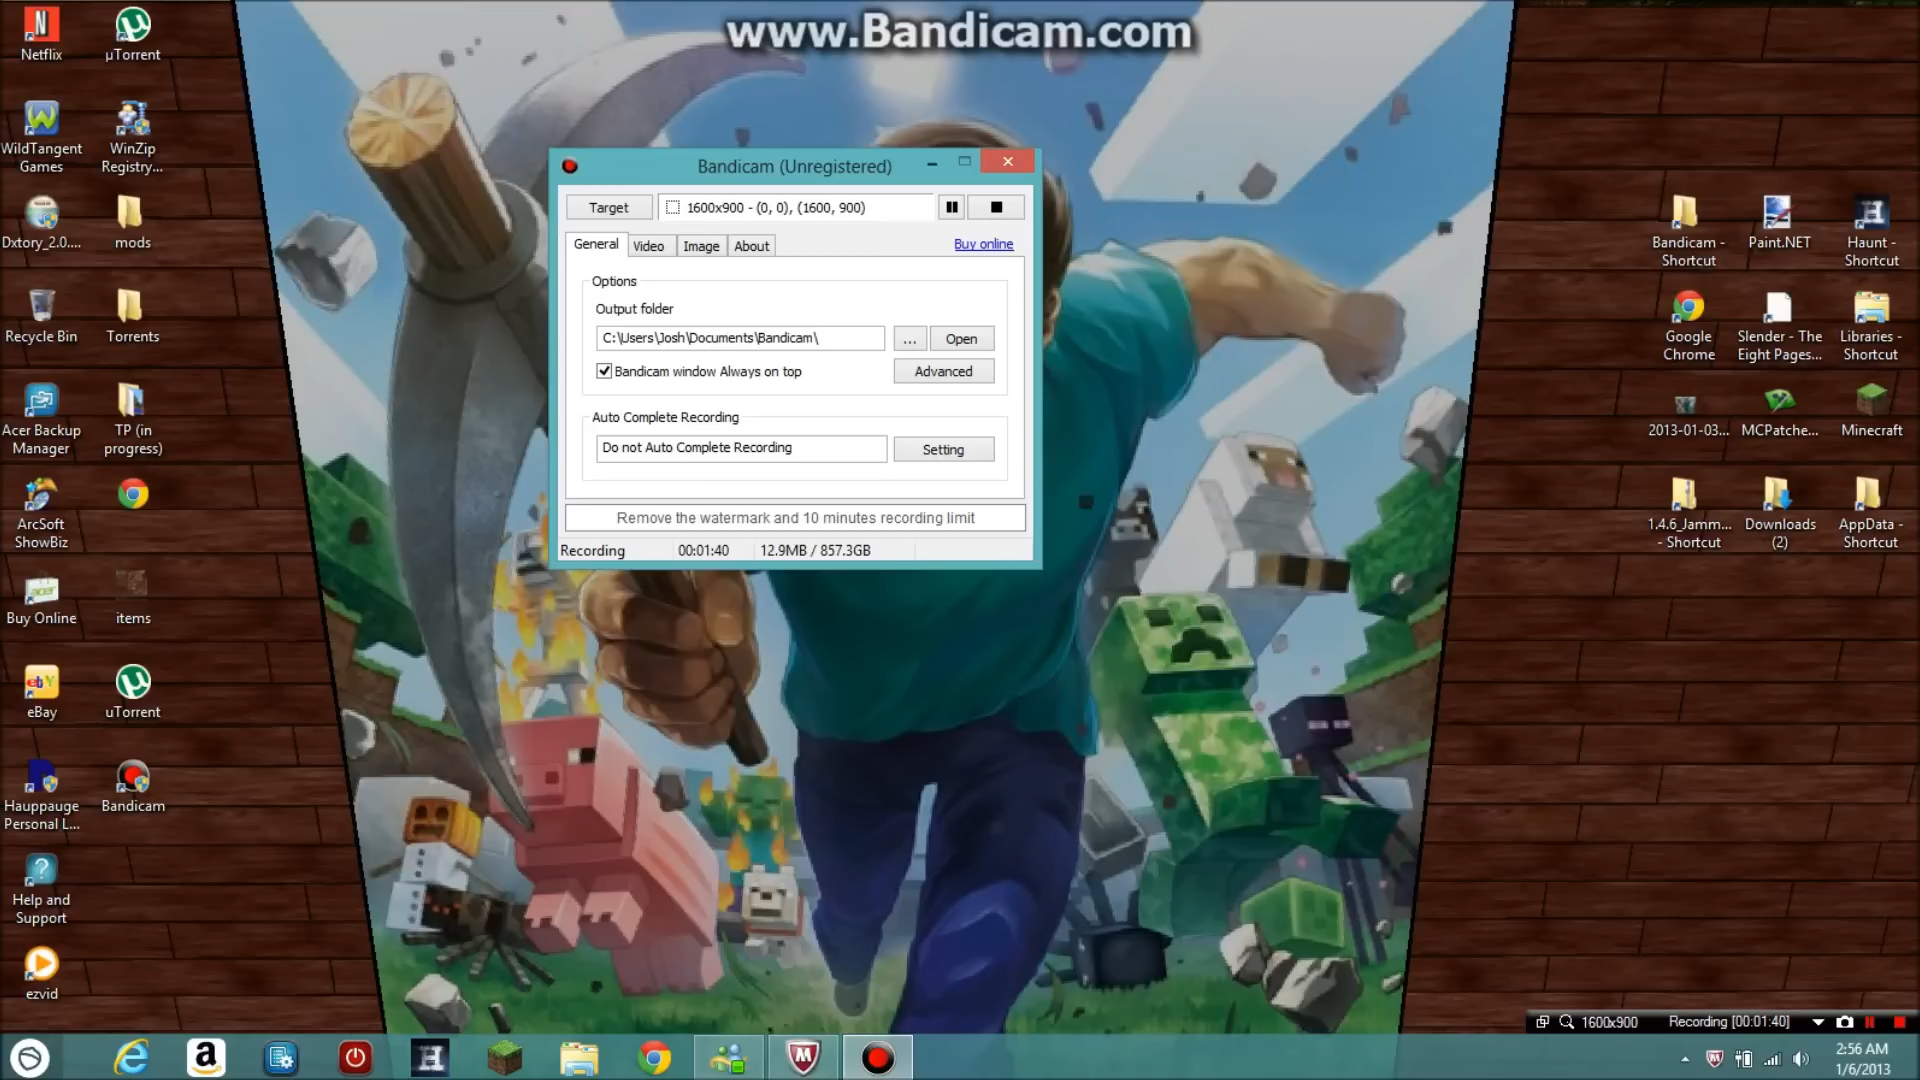 www.Bandicam.com
Netflix
µTorrent
WildTangent
Games
WinZip
Registry...
Dxtory_2.0....
mods
Recycle Bin
Torrents
Acer Backup
Manager
TP (in
progress)
ArcSoft
ShowBiz
Buy Online
items
eBay
uTorrent
Hauppauge
Personal L...
Bandicam
Help and
Support
ezvid
Bandicam (Unregistered)
Target
1600x900 - (0, 0), (1600, 900)
General
Video
Image
About
Buy online
Options
Output folder
C:\Users\Josh\Documents\Bandicam\
...
Open
Bandicam window Always on top
Advanced
Auto Complete Recording
Do not Auto Complete Recording
Setting
Remove the watermark and 10 minutes recording limit
Recording
00:01:40
12.9MB / 857.3GB
Bandicam -
Shortcut
Paint.NET
Haunt -
Shortcut
Google
Chrome
Slender - The
Eight Pages...
Libraries -
Shortcut
2013-01-03...
MCPatche...
Minecraft
1.4.6_Jamm...
- Shortcut
Downloads
(2)
AppData -
Shortcut
1600x900
Recording [00:01:40]
2:56 AM
1/6/2013